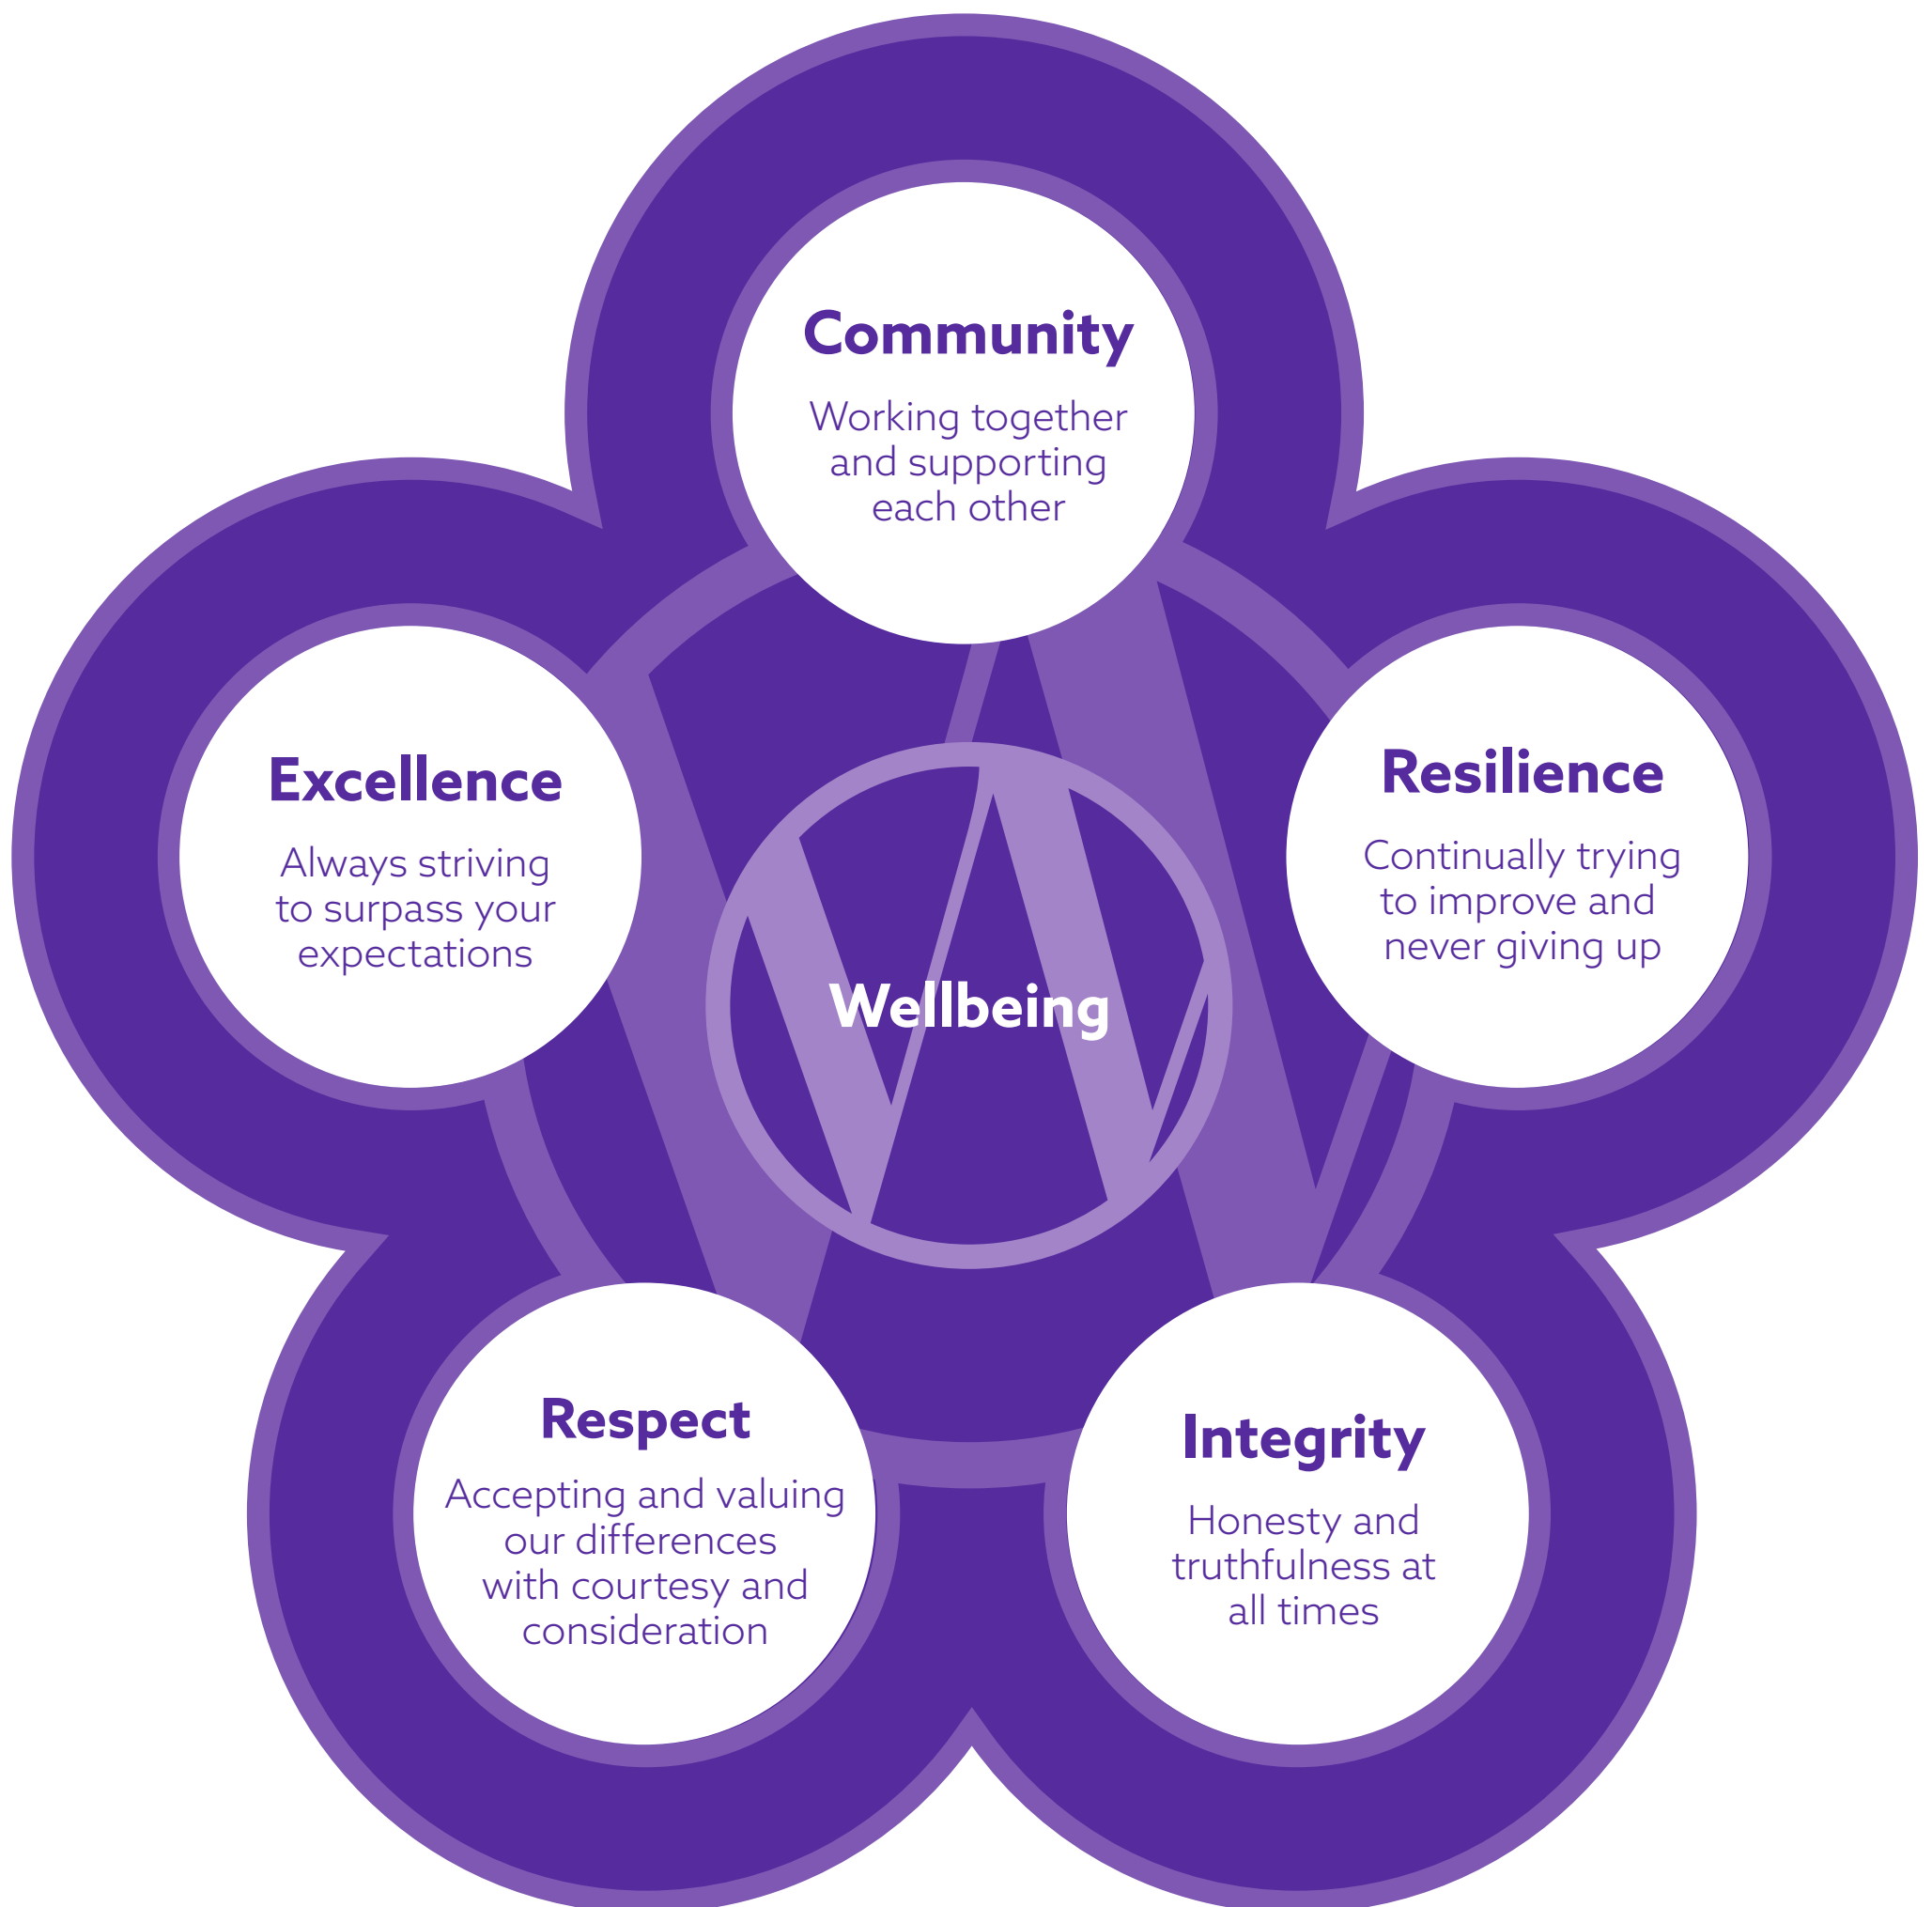 Community
Working together
and supporting
each other
Excellence
Always striving
to surpass your
expectations
Resilience
Continually trying
to improve and
never giving up
Wellbeing
Respect
Accepting and valuing
our differences
with courtesy and
consideration
Integrity
Honesty and
truthfulness at
all times